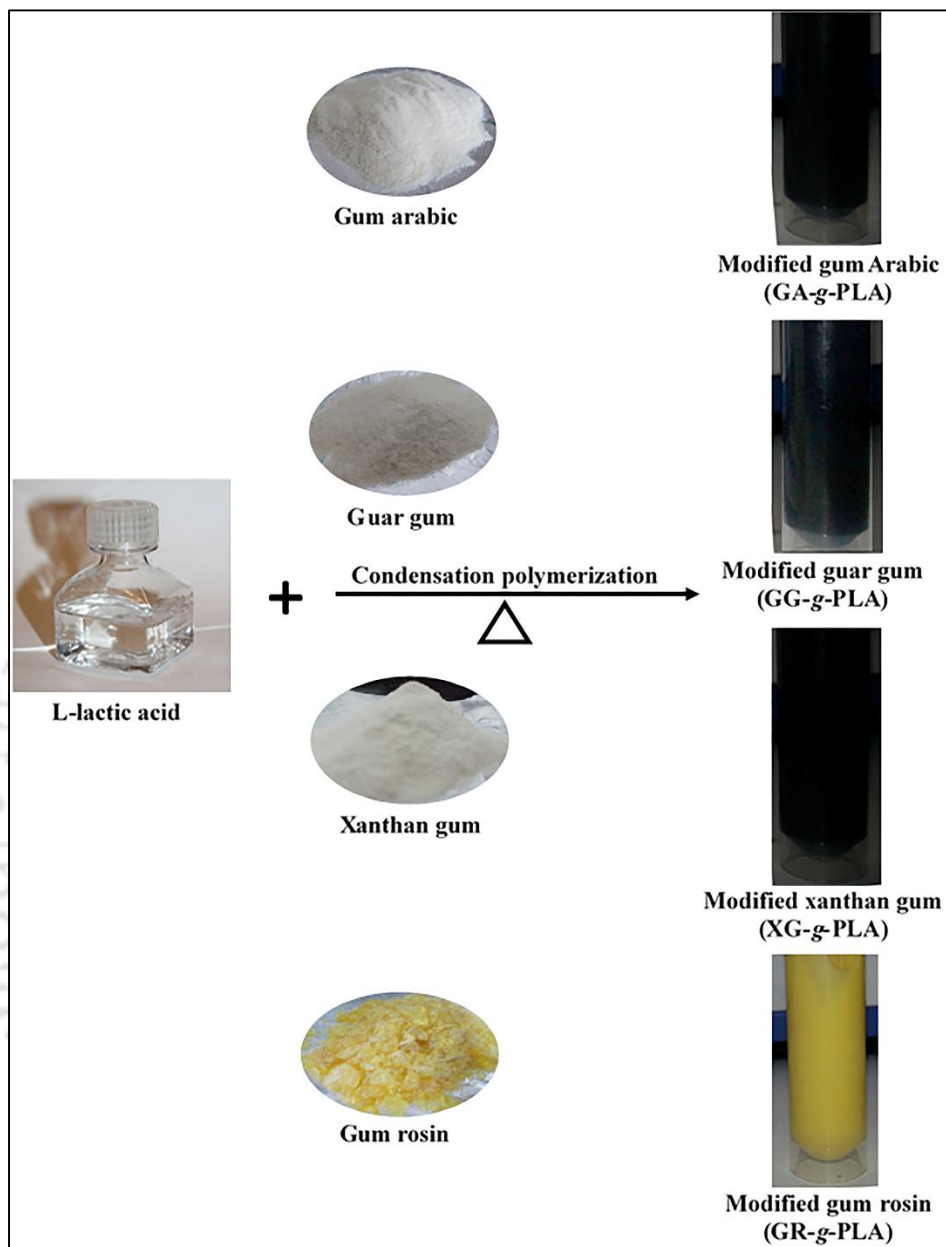 Gum arabic
Modified gum Arabic
(GA-g-PLA)
Guar gum
Modified guar gum
(GG-g-PLA)
L-lactic acid
+
Condensation polymerization
Xanthan gum
Modified xanthan gum
(XG-g-PLA)
Gum rosin
Modified gum rosin
(GR-g-PLA)